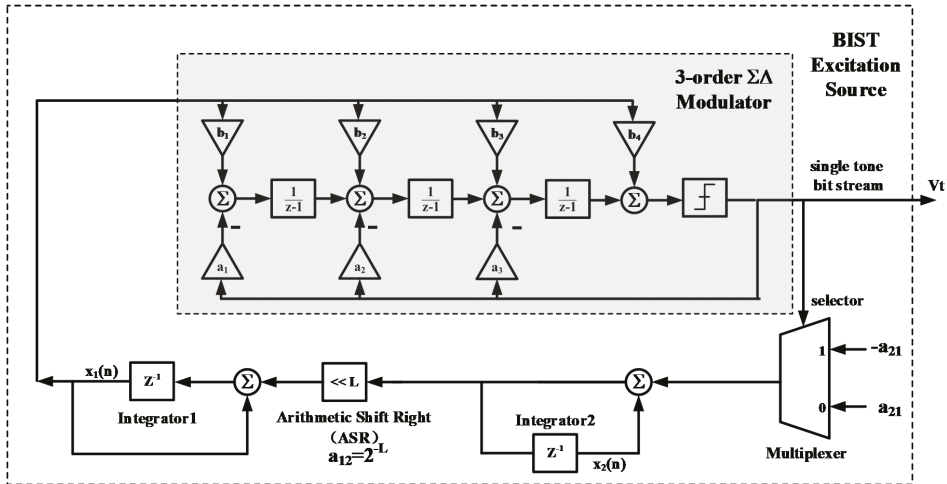 BIST
Excitation
Source
3-order ΣΔ
Modulator
b1
b2
b3
b4
Σ
1
z-1
Σ
1
z-1
Σ
1
z-1
Σ
single tone
bit stream
Vt
−
−
−
a1
a2
a3
selector
1
-a21
0
a21
Multiplexer
x1(n)
Z-1
Σ
<< L
Σ
Integrator1
Arithmetic Shift Right
（ASR）
a12=2-L
Integrator2
Z-1
x2(n)